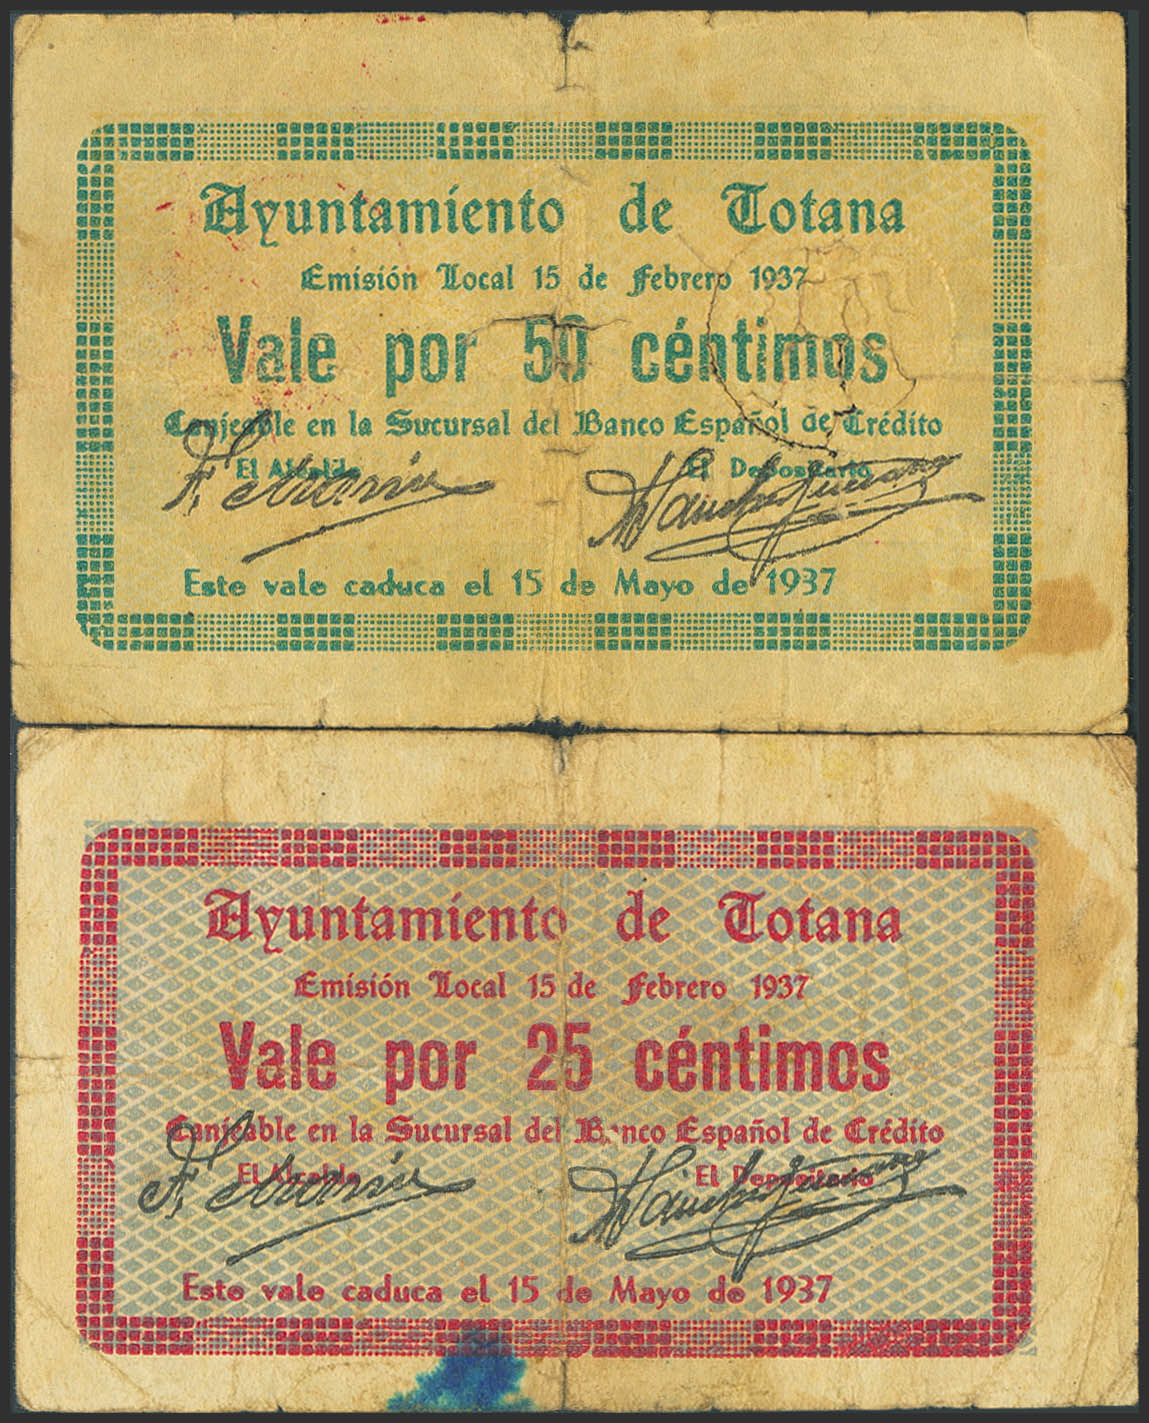 Ayuntamiento de Totana
Emisión Local 15 de Febrero 1937
Vale por 50 céntimos
Canjeable en la Sucursal del Banco Español de Crédito
El Alcalde El Depositario
Este vale caduca el 15 de Mayo de 1937
Ayuntamiento de Totana
Emisión Local 15 de Febrero 1937
Vale por 25 céntimos
Canjeable en la Sucursal del Banco Español de Crédito
El Alcalde El Depositario
Este vale caduca el 15 de Mayo de 1937